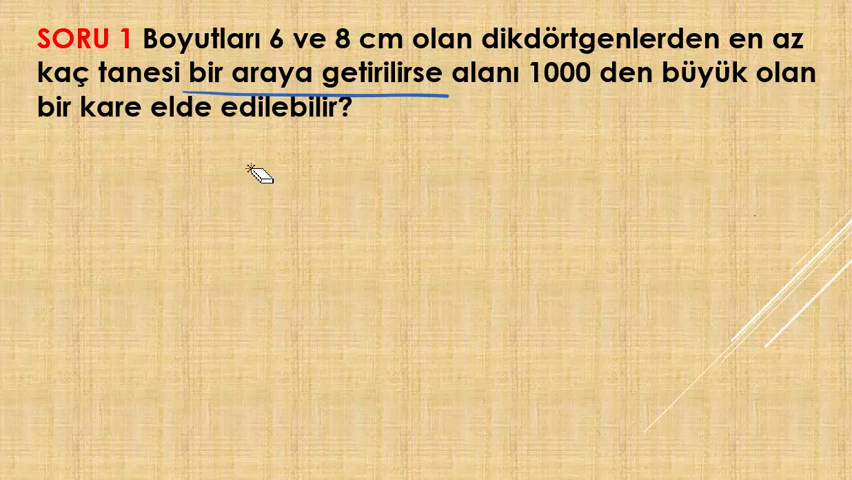 SORU 1 Boyutları 6 ve 8 cm olan dikdörtgenlerden en az
kaç tanesi bir araya getirilirse alanı 1000 den büyük olan
bir kare elde edilebilir?